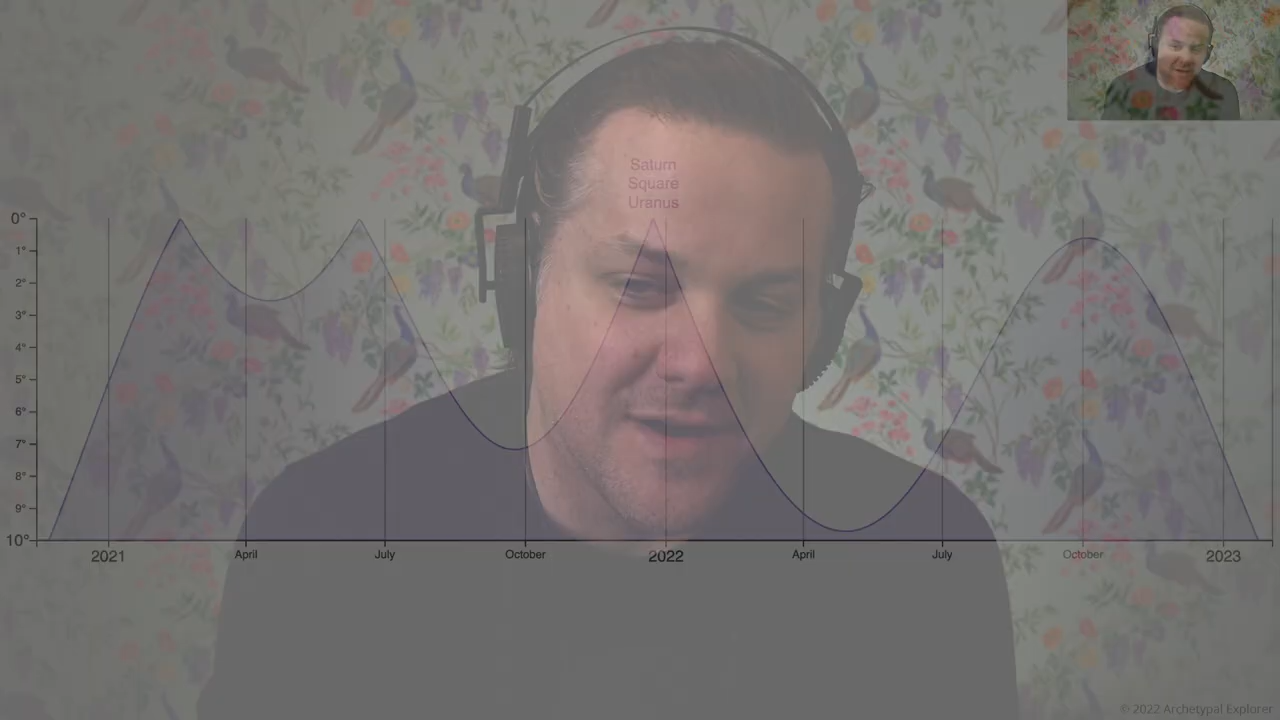 Saturn
Square
Uranus
0°
1°
2°
3°
4°
5°
6°
7°
8°
9°
10°
2021 April July October 2022 April July October 2023
© 2022 Archetypal Explorer